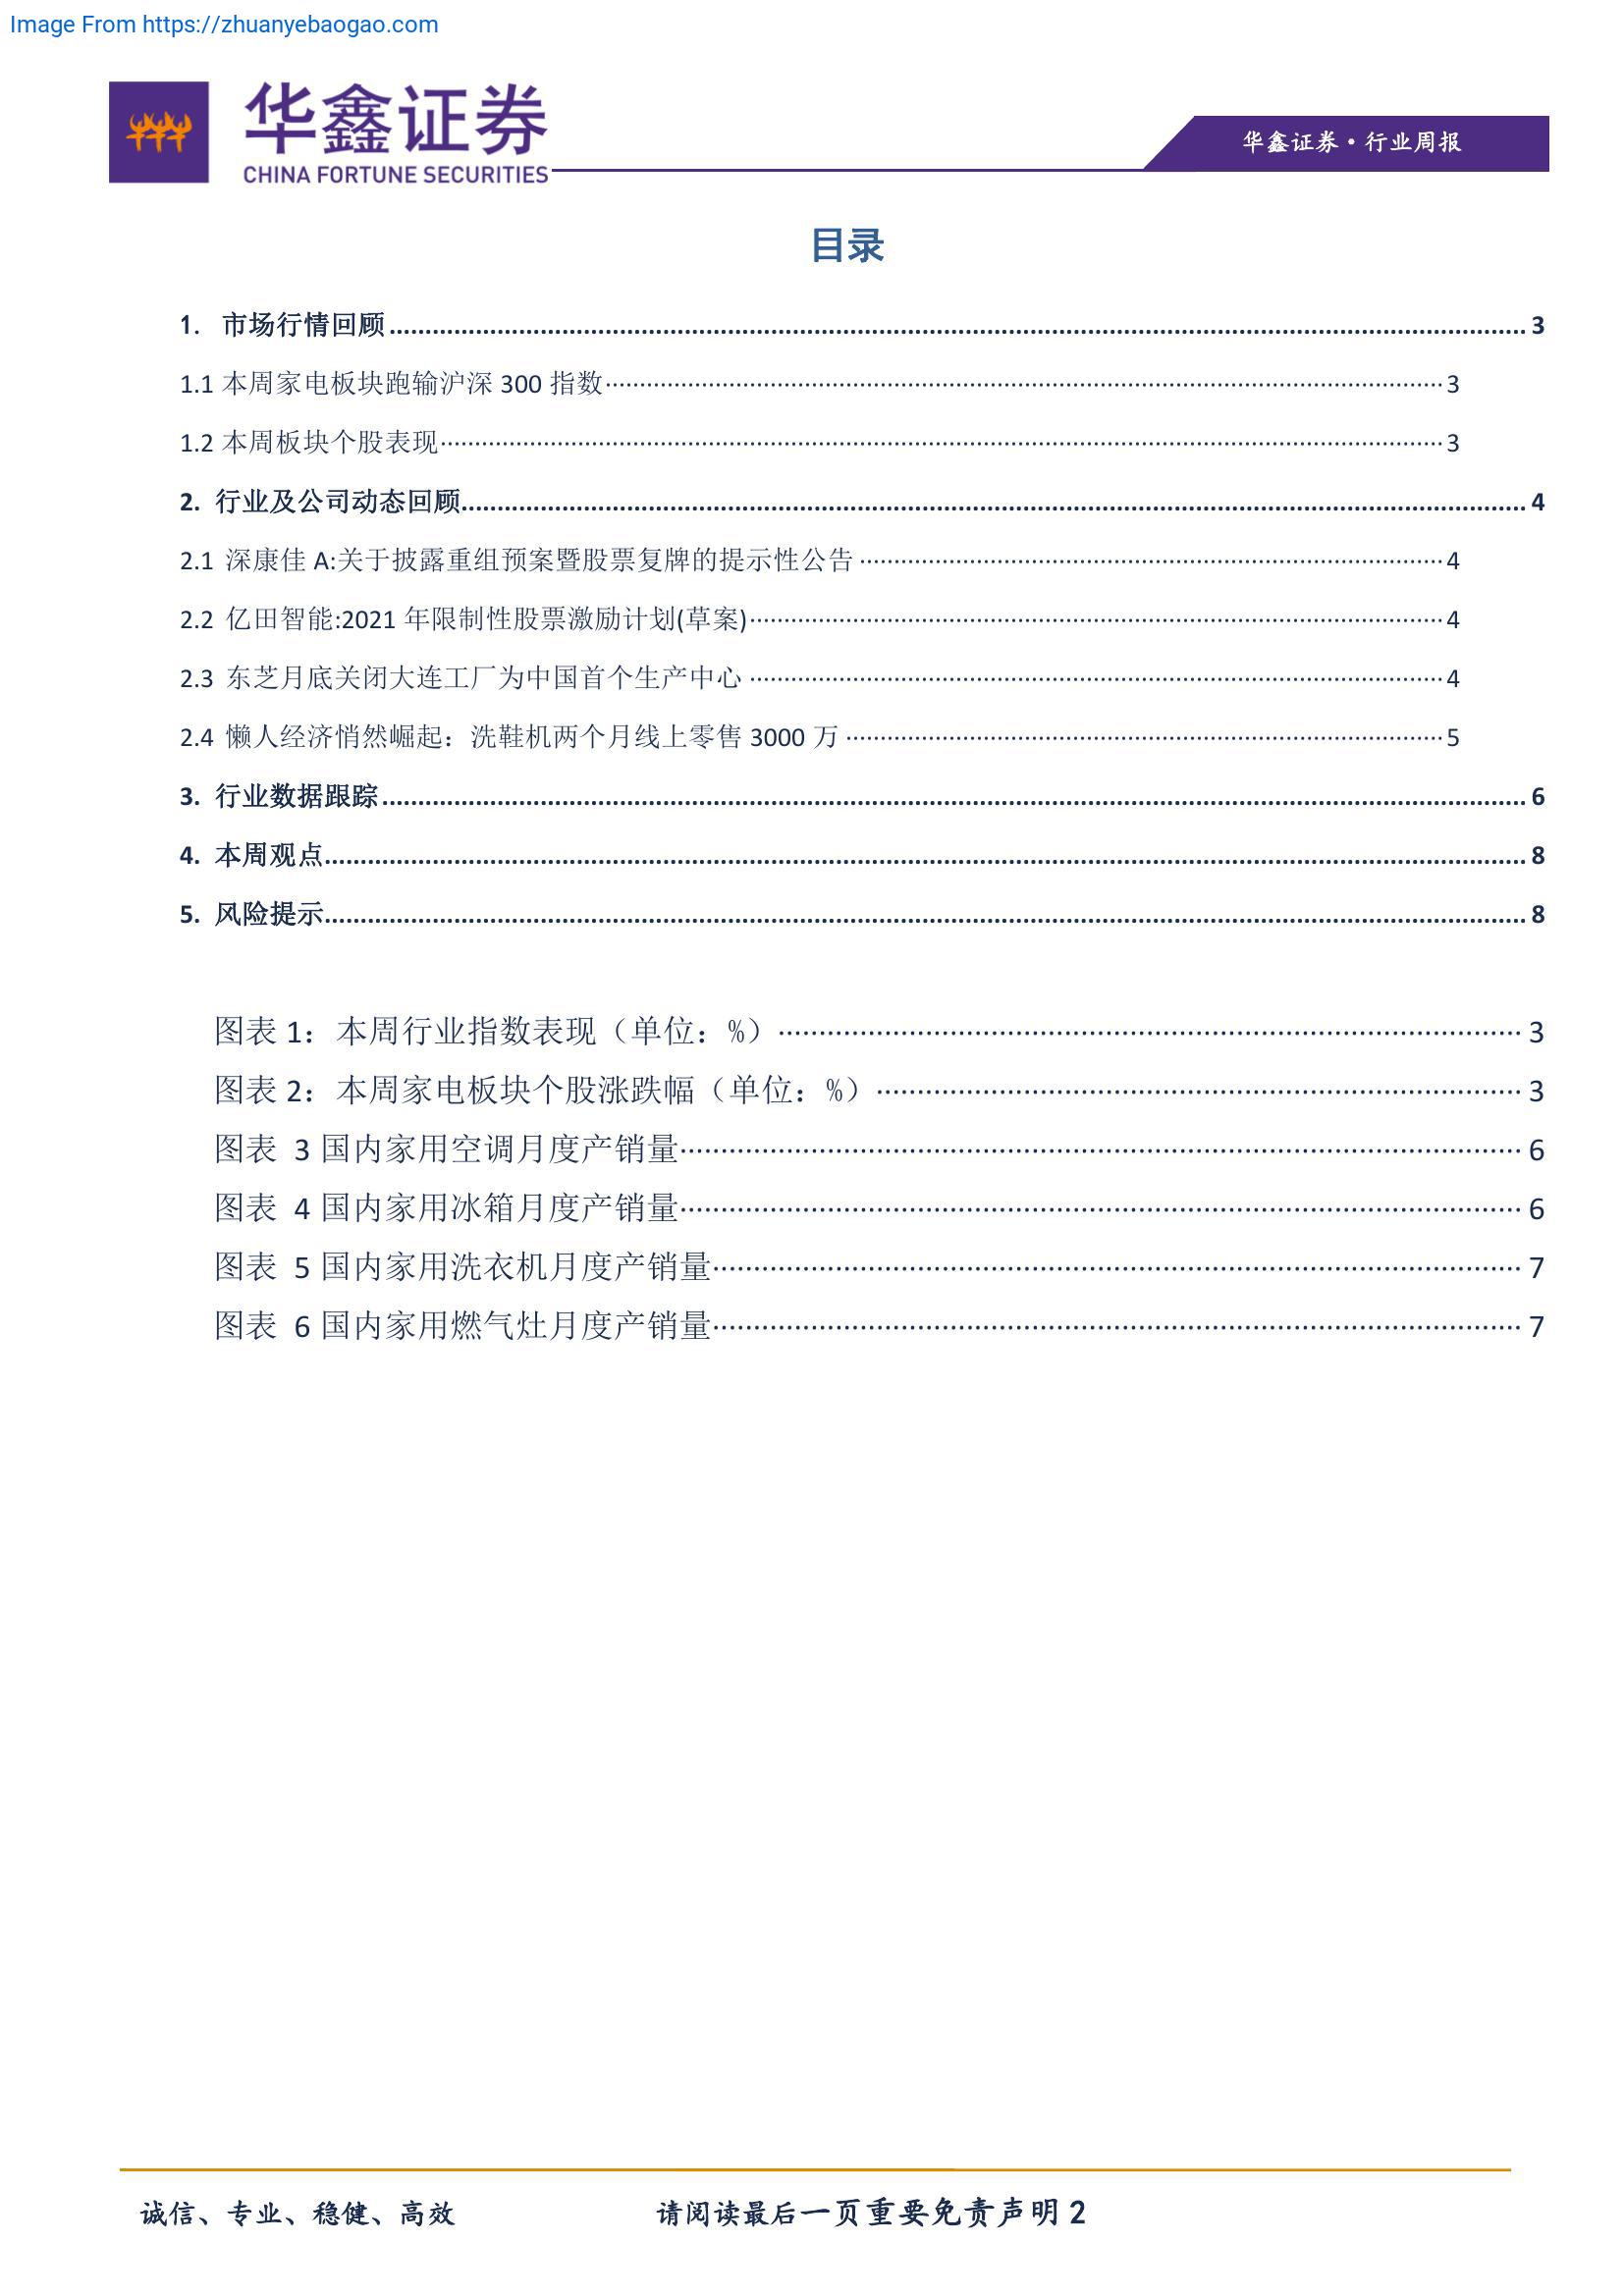 Image From https://zhuanyebaogao.com
华鑫证券
CHINA FORTUNE SECURITIES
华鑫证券·行业周报
目录
1. 市场行情回顾 3
1.1 本周家电板块跑输沪深 300 指数 3
1.2 本周板块个股表现 3
2. 行业及公司动态回顾 4
2.1 深康佳 A:关于披露重组预案暨股票复牌的提示性公告 4
2.2 亿田智能:2021 年限制性股票激励计划(草案) 4
2.3 东芝月底关闭大连工厂为中国首个生产中心 4
2.4 懒人经济悄然崛起：洗鞋机两个月线上零售 3000 万 5
3. 行业数据跟踪 6
4. 本周观点 8
5. 风险提示 8
图表 1：本周行业指数表现（单位：%） 3
图表 2：本周家电板块个股涨跌幅（单位：%） 3
图表 3 国内家用空调月度产销量 6
图表 4 国内家用冰箱月度产销量 6
图表 5 国内家用洗衣机月度产销量 7
图表 6 国内家用燃气灶月度产销量 7
诚信、专业、稳健、高效 请阅读最后一页重要免责声明 2